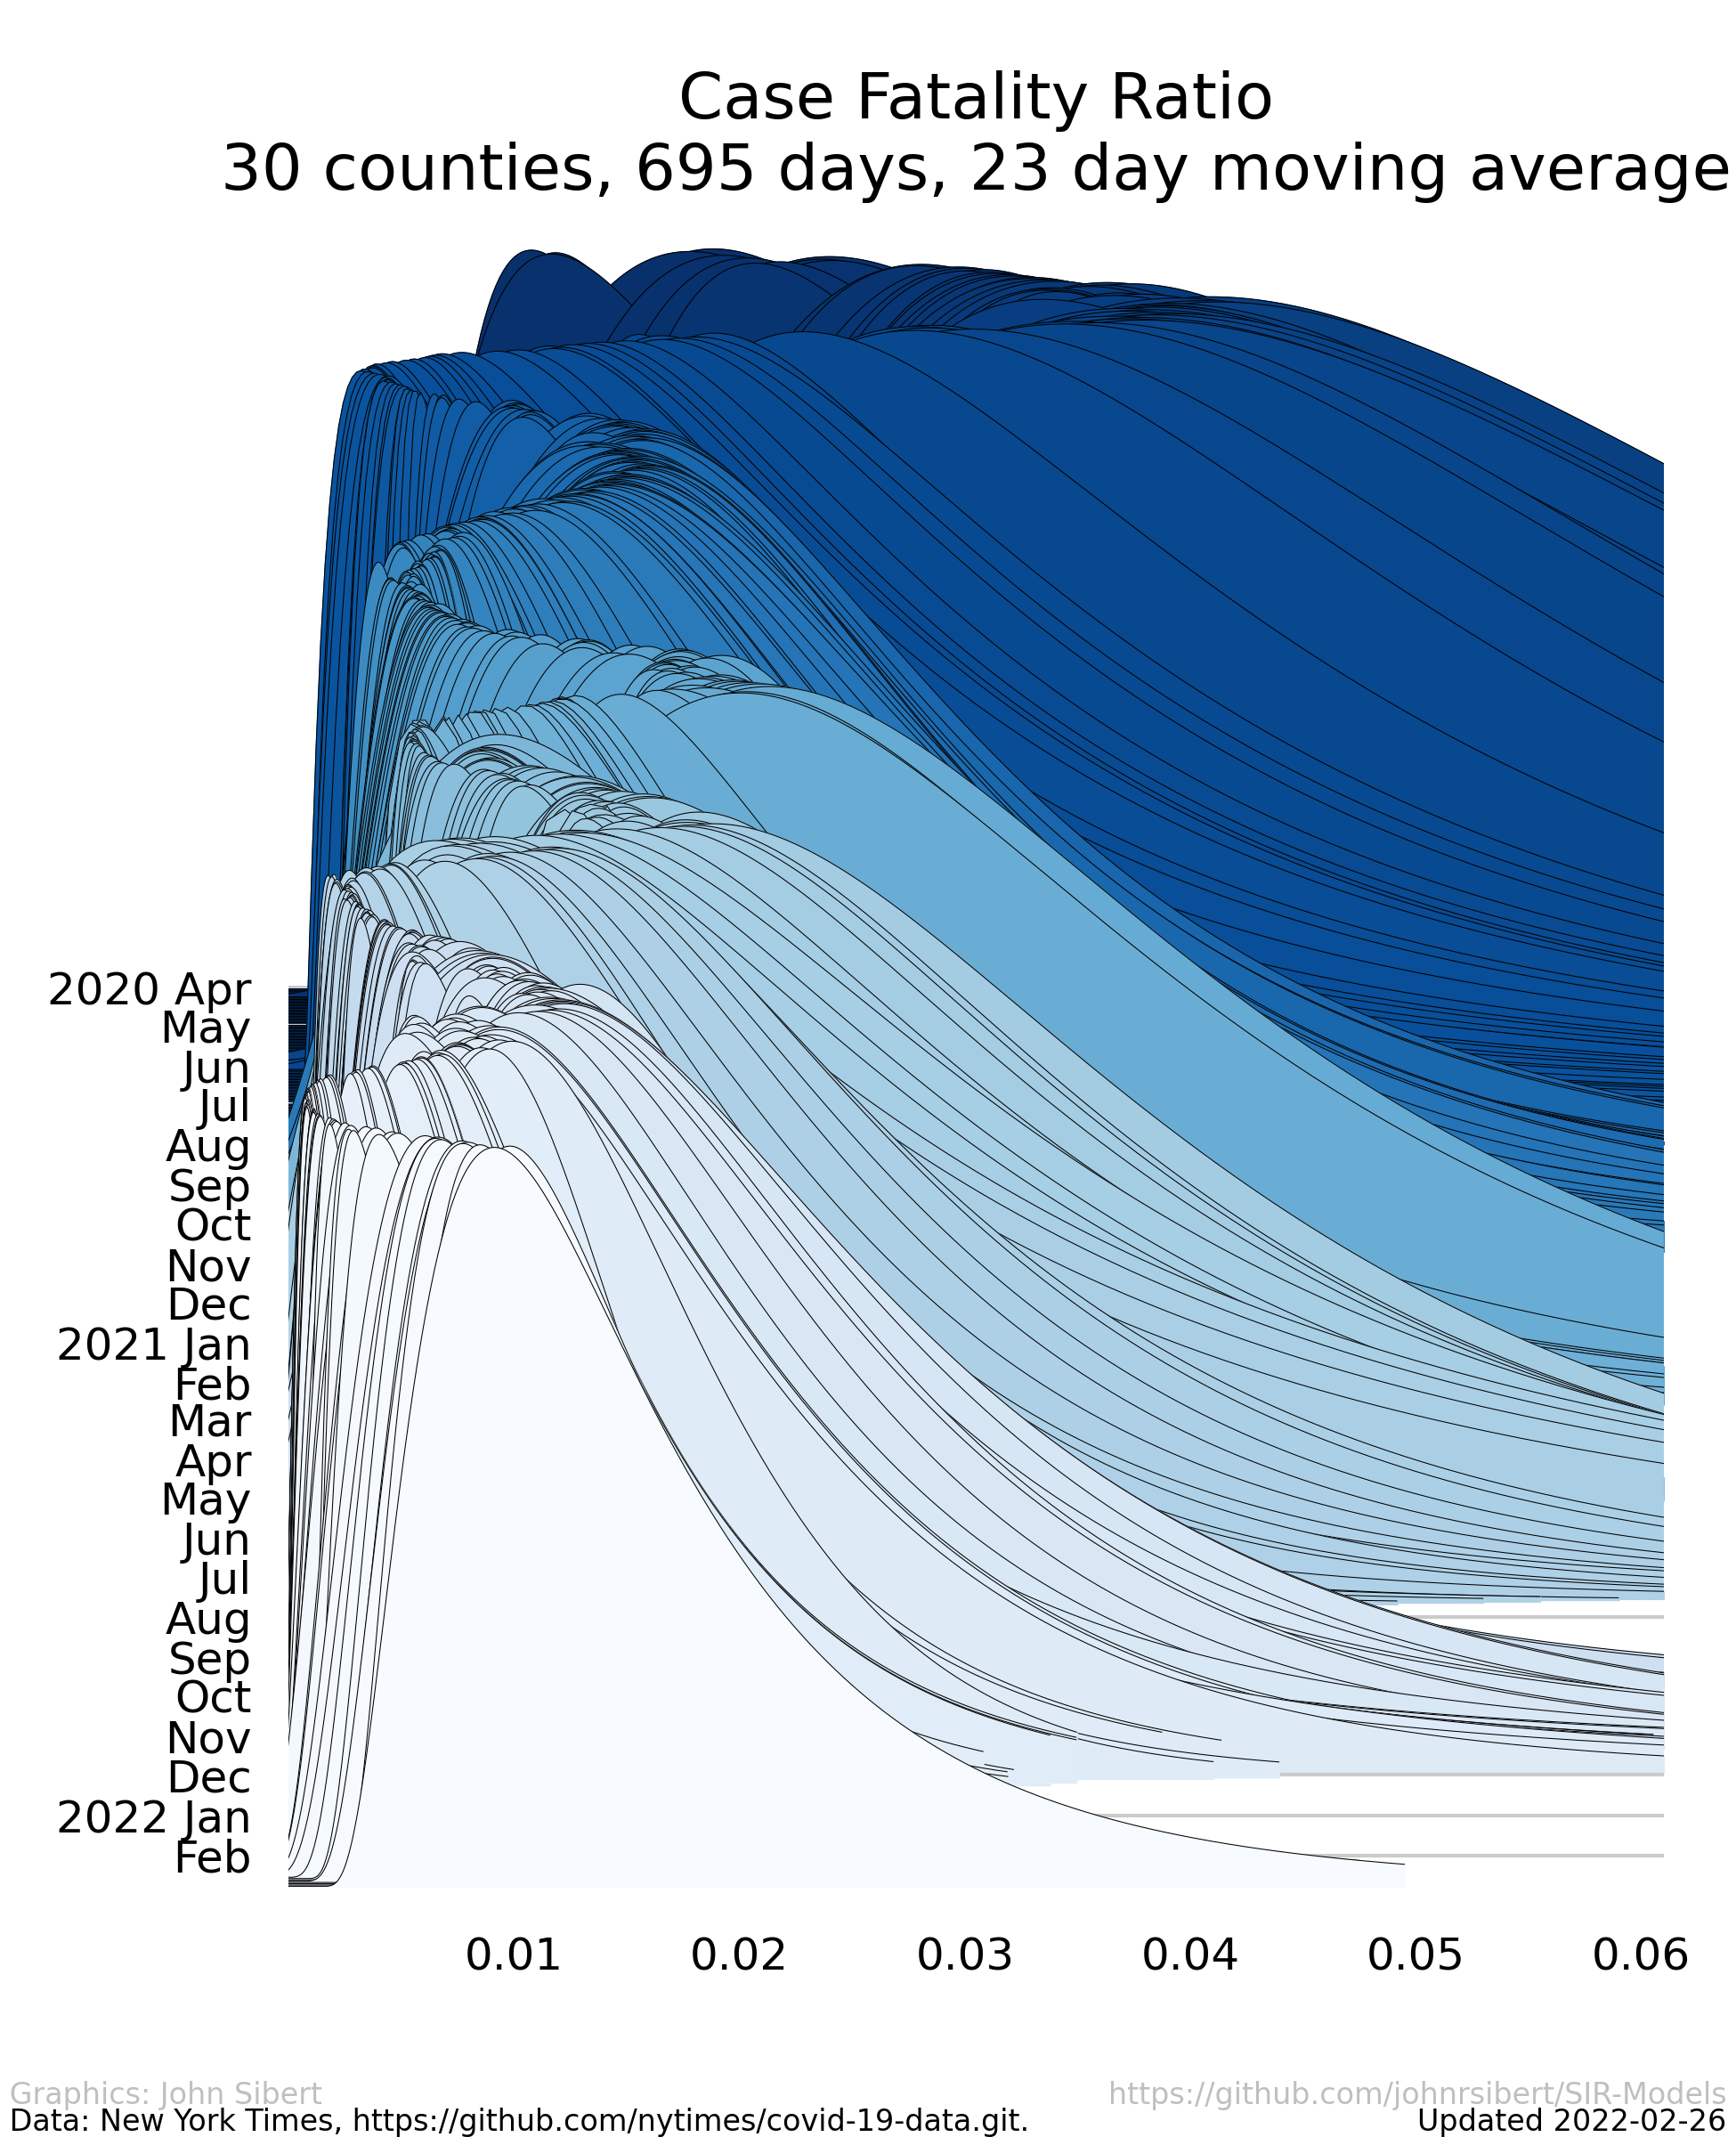 Case Fatality Ratio
30 counties, 695 days, 23 day moving average
2020 Apr
May
Jun
Jul
Aug
Sep
Oct
Nov
Dec
2021 Jan
Feb
Mar
Apr
May
Jun
Jul
Aug
Sep
Oct
Nov
Dec
2022 Jan
Feb
0.01 0.02 0.03 0.04 0.05 0.06
Graphics: John Sibert https://github.com/johnrsibert/SIR-Models
Data: New York Times, https://github.com/nytimes/covid-19-data.git. Updated 2022-02-26